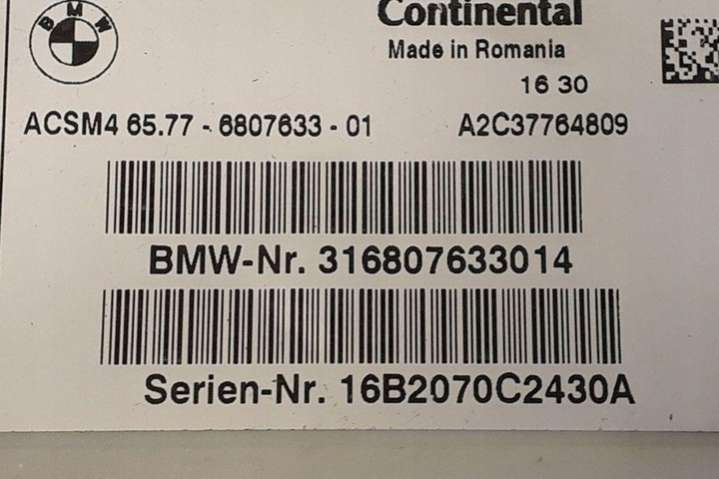 BMW
Continental
Made in Romania
16 30
ACSM4 65.77 - 6807633 - 01 A2C37764809
BMW-Nr. 316807633014
Serien-Nr. 16B2070C2430A